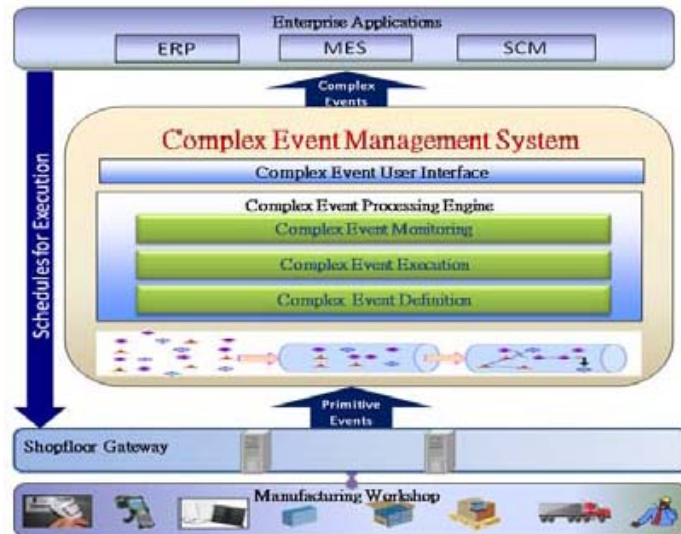 Enterprise Applications
ERP
MES
SCM
Complex
Events
Schedules for Execution
Complex Event Management System
Complex Event User Interface
Complex Event Processing Engine
Complex Event Monitoring
Complex Event Execution
Complex Event Definition
Primitive
Events
Shopfloor Gateway
Manufacturing Workshop